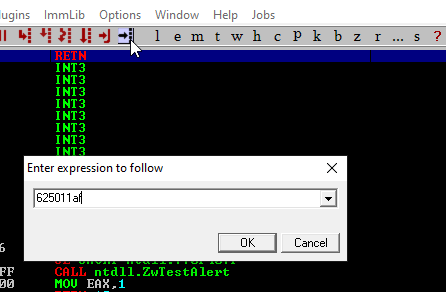 lugins ImmLib Options Window Help Jobs
l e m t w h c p k b z r ... s ?
RETN
INT3
INT3
INT3
INT3
INT3
INT3
INT3
INT3
Enter expression to follow
625011af
OK Cancel
6
FF CALL ntdll.ZwTestAlert
00 MOV EAX,1